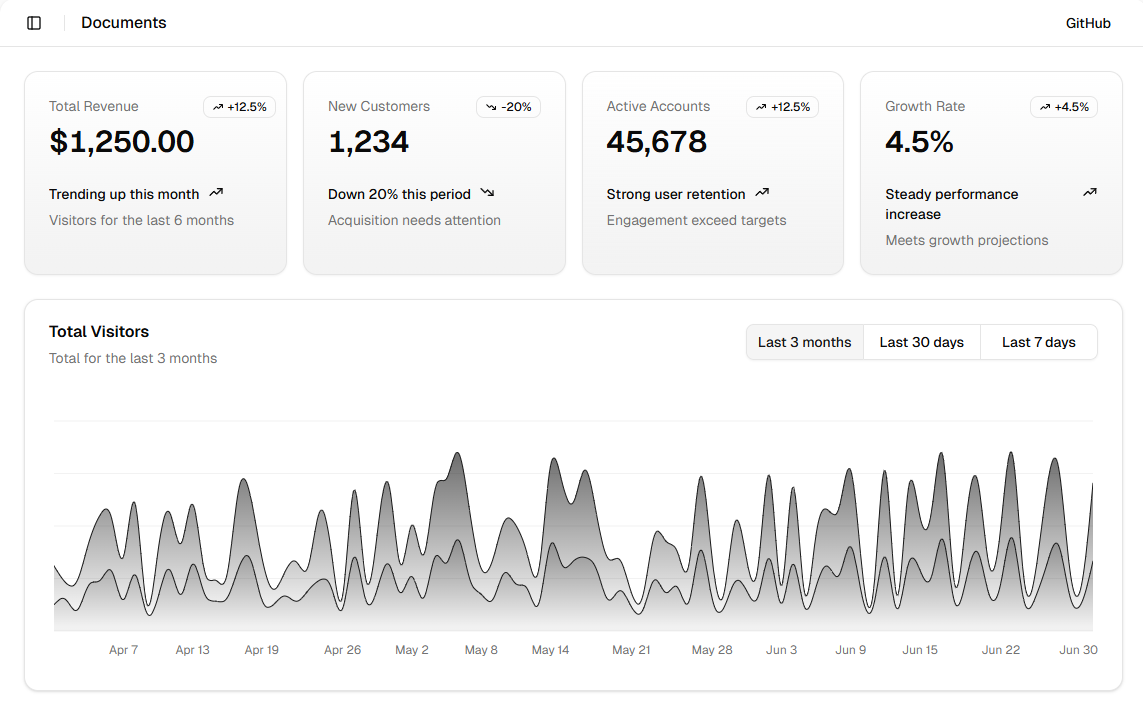 Documents
GitHub
Total Revenue
+12.5%
$1,250.00
Trending up this month
Visitors for the last 6 months
New Customers
-20%
1,234
Down 20% this period
Acquisition needs attention
Active Accounts
+12.5%
45,678
Strong user retention
Engagement exceed targets
Growth Rate
+4.5%
4.5%
Steady performance
increase
Meets growth projections
Total Visitors
Total for the last 3 months
Last 3 months
Last 30 days
Last 7 days
Apr 7 Apr 13 Apr 19 Apr 26 May 2 May 8 May 14 May 21 May 28 Jun 3 Jun 9 Jun 15 Jun 22 Jun 30